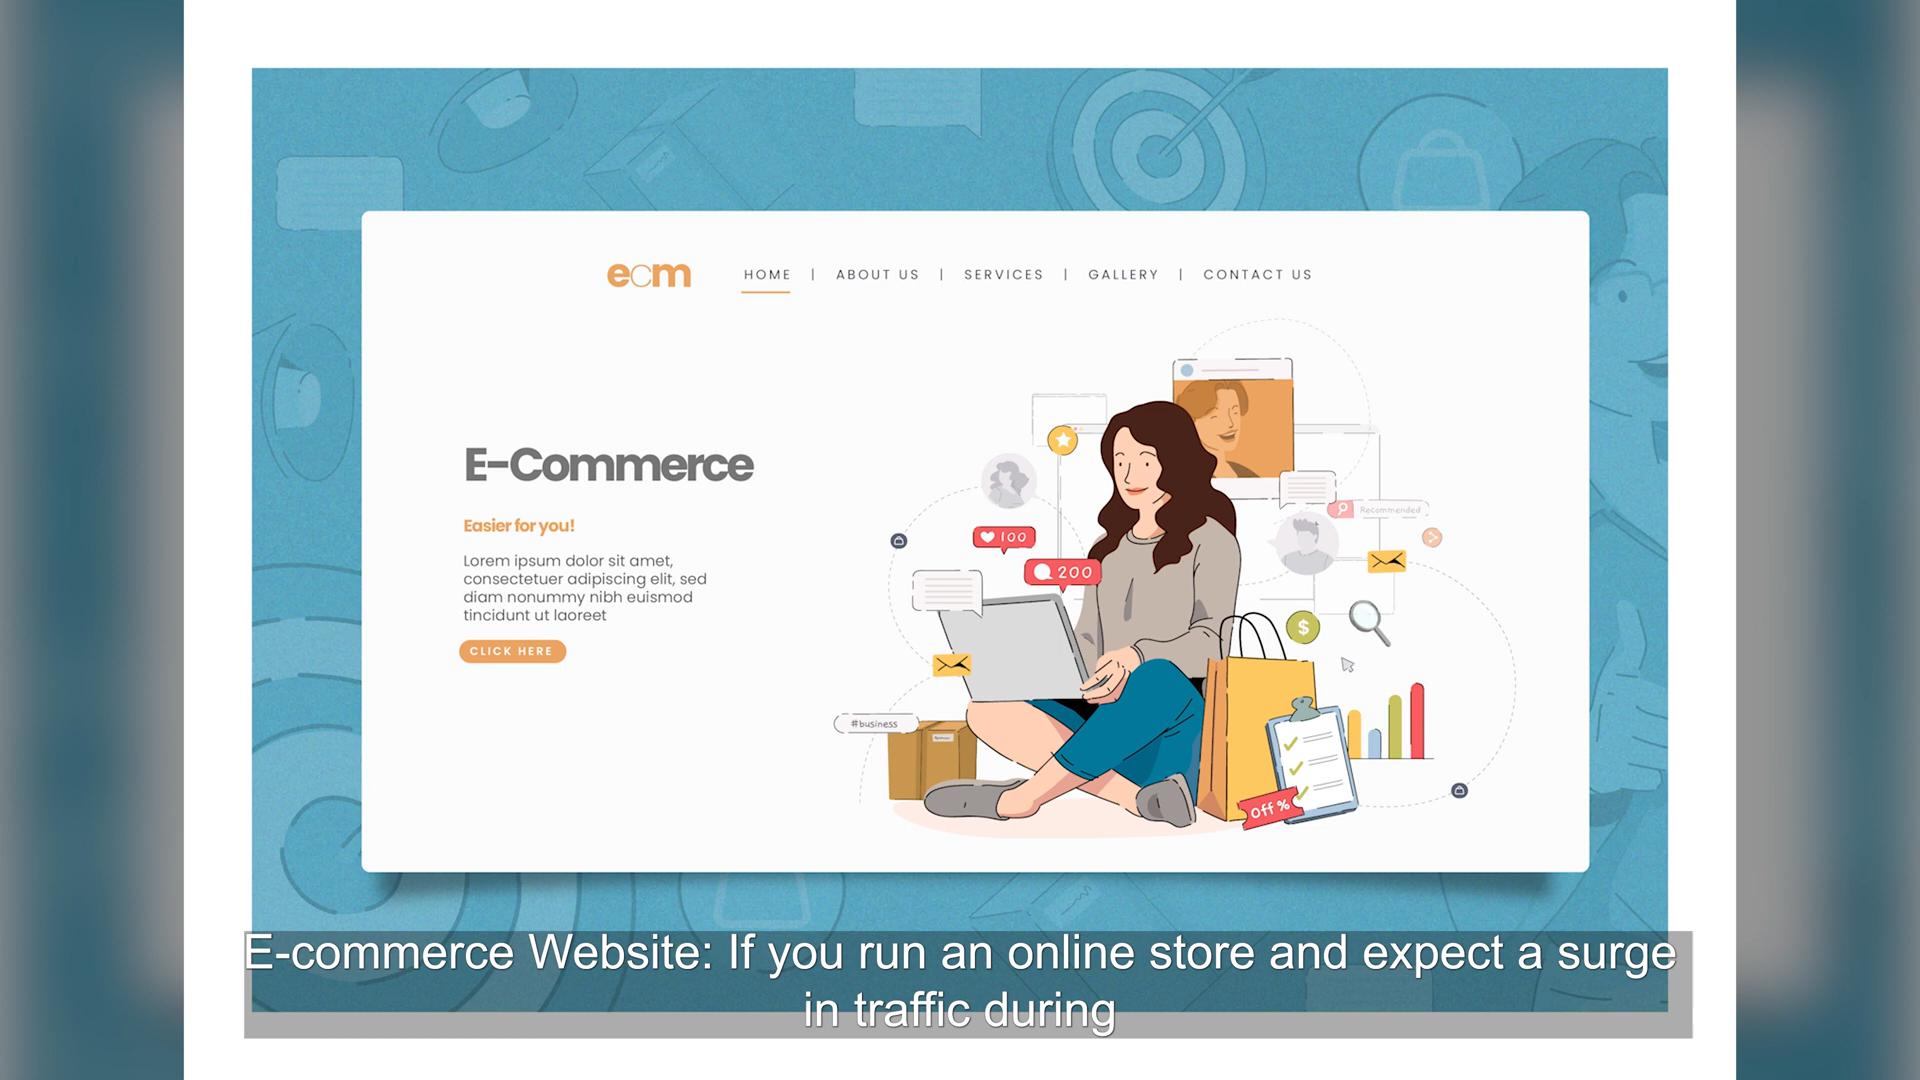 ecm
HOME | ABOUT US | SERVICES | GALLERY | CONTACT US
E-Commerce
Easier for you!
Lorem ipsum dolor sit amet,
consectetuer adipiscing elit, sed
diam nonummy nibh euismod
tincidunt ut laoreet
CLICK HERE
Recommended
100
200
$
#business
Off %
E-commerce Website: If you run an online store and expect a surge
in traffic during